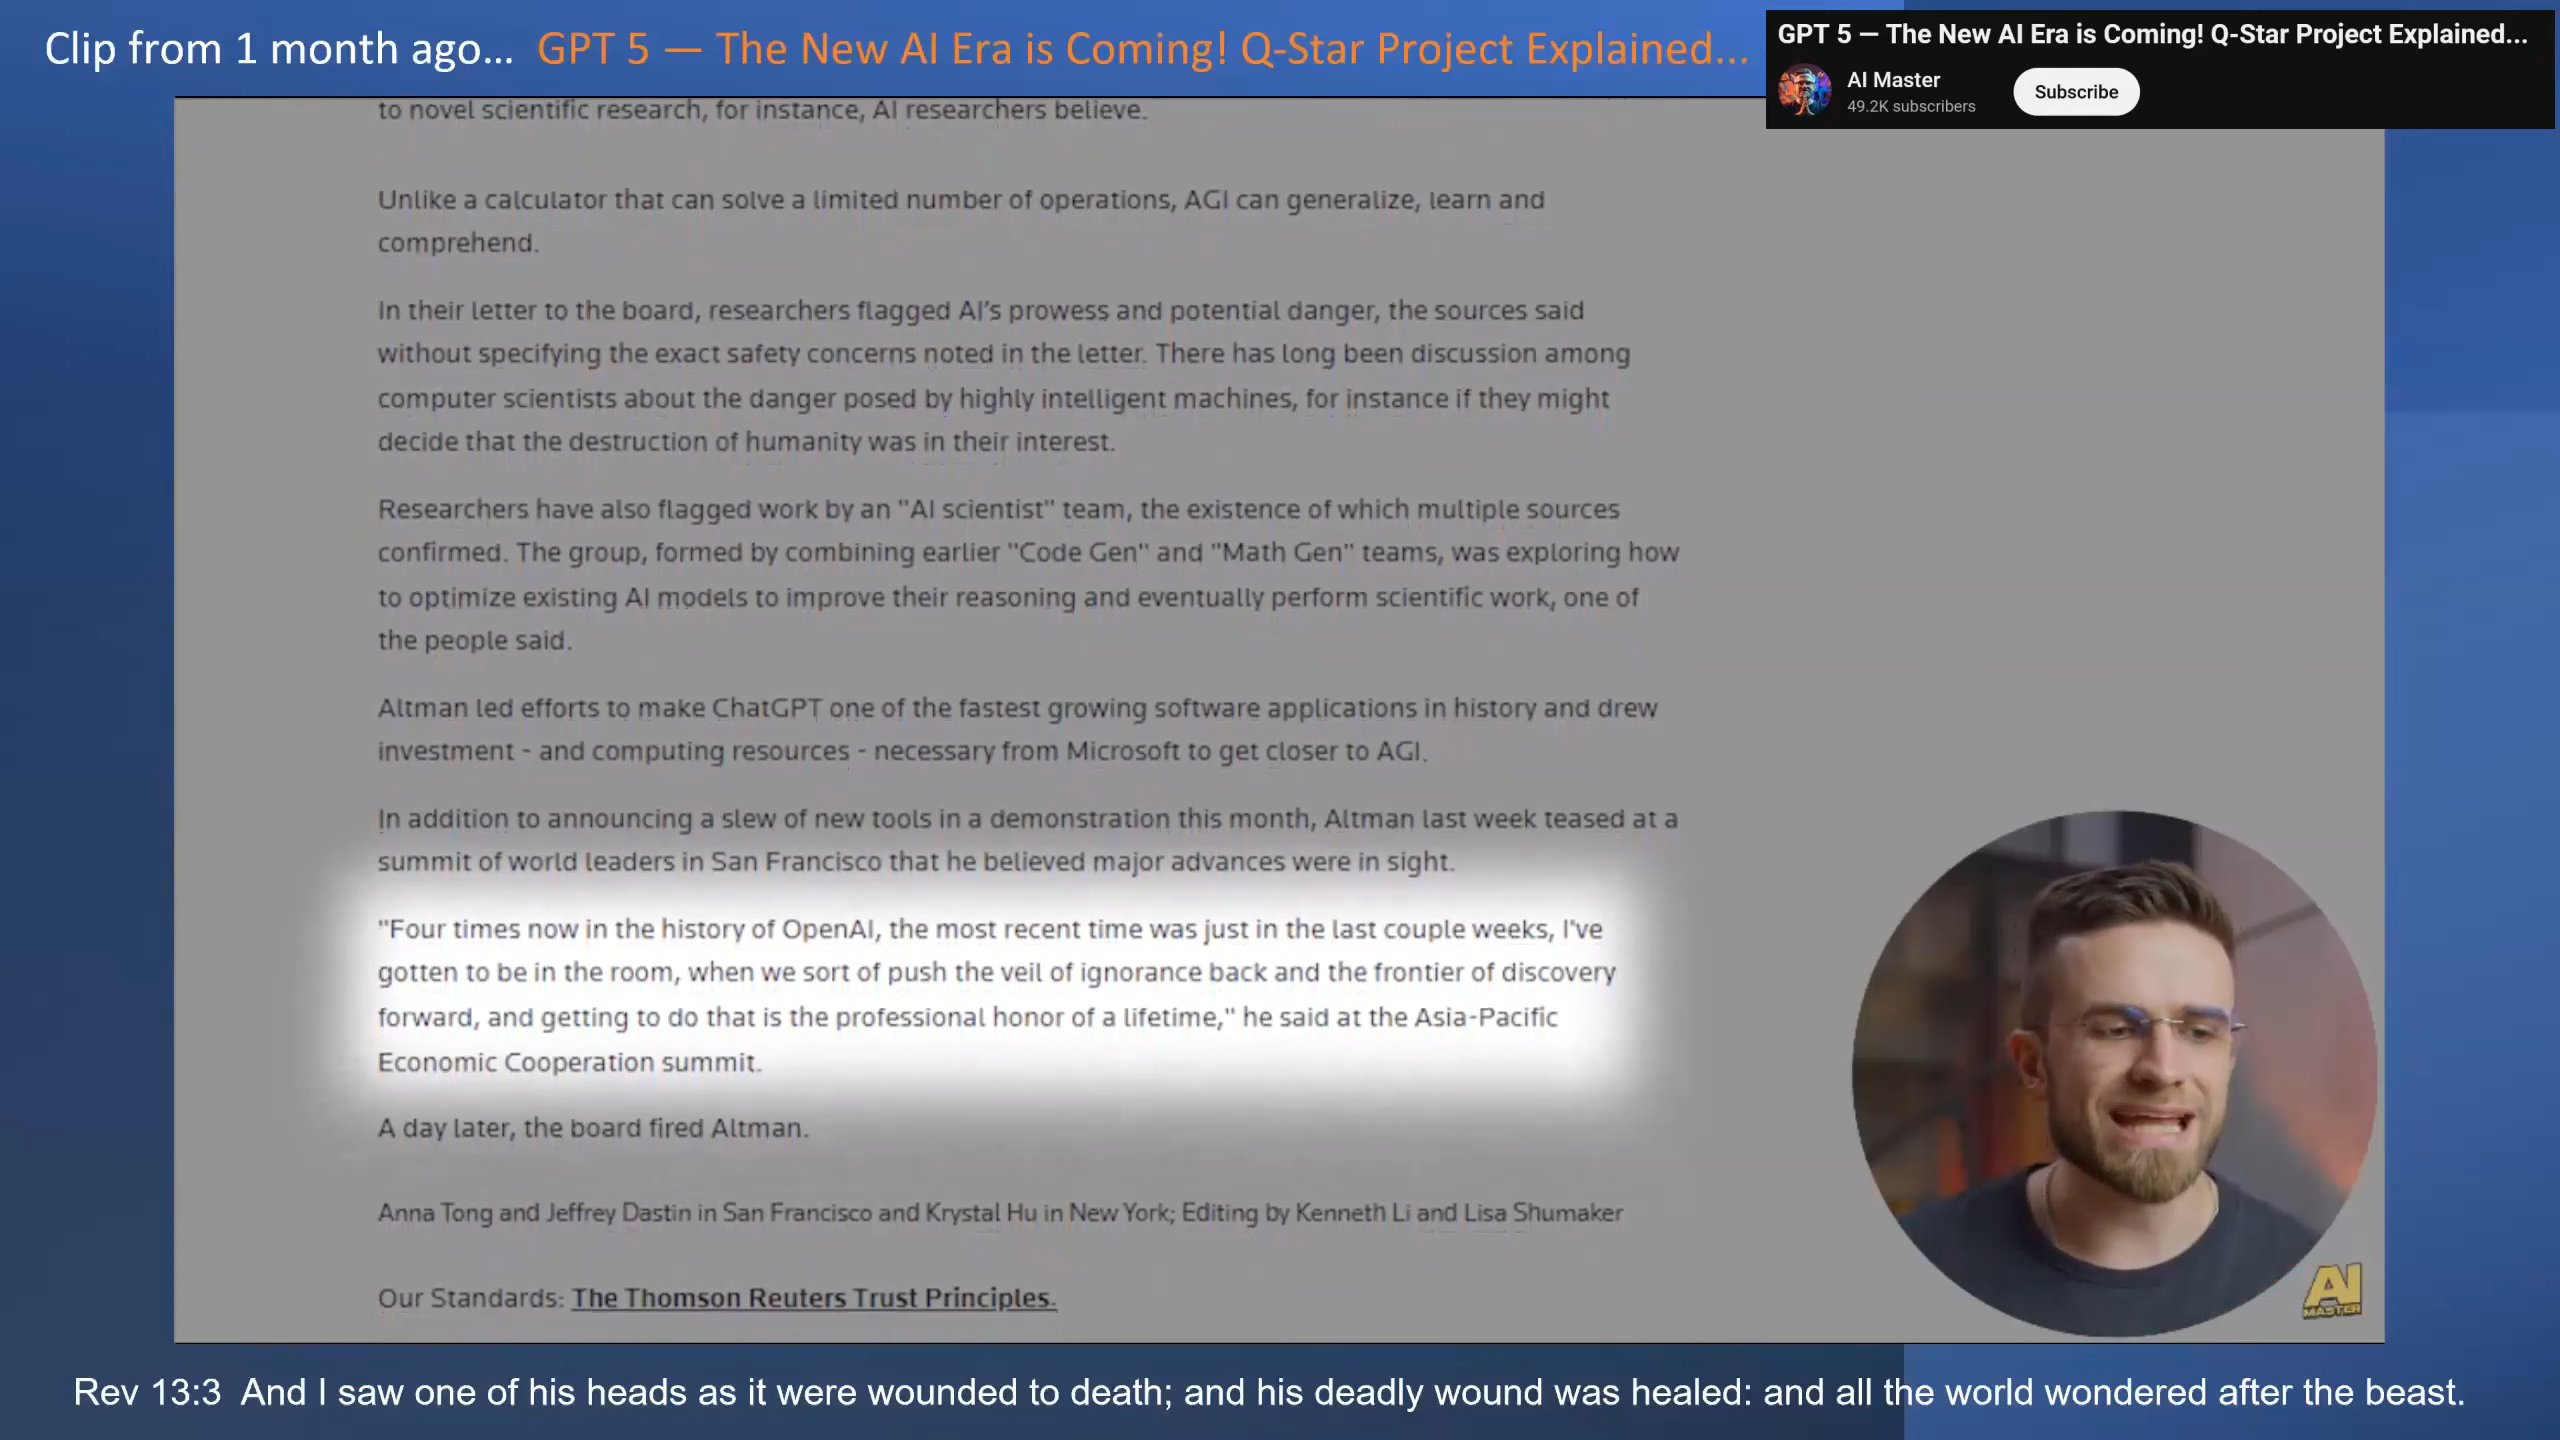 Clip from 1 month ago... GPT 5 — The New AI Era is Coming! Q-Star Project Explained...
GPT 5 — The New AI Era is Coming! Q-Star Project Explained...
AI Master
49.2K subscribers
Subscribe
to novel scientific research, for instance, AI researchers believe.
Unlike a calculator that can solve a limited number of operations, AGI can generalize, learn and
comprehend.
In their letter to the board, researchers flagged AI's prowess and potential danger, the sources said
without specifying the exact safety concerns noted in the letter. There has long been discussion among
computer scientists about the danger posed by highly intelligent machines, for instance if they might
decide that the destruction of humanity was in their interest.
Researchers have also flagged work by an "AI scientist" team, the existence of which multiple sources
confirmed. The group, formed by combining earlier "Code Gen" and "Math Gen" teams, was exploring how
to optimize existing AI models to improve their reasoning and eventually perform scientific work, one of
the people said.
Altman led efforts to make ChatGPT one of the fastest growing software applications in history and drew
investment - and computing resources - necessary from Microsoft to get closer to AGI.
In addition to announcing a slew of new tools in a demonstration this month, Altman last week teased at a
summit of world leaders in San Francisco that he believed major advances were in sight.
"Four times now in the history of OpenAI, the most recent time was just in the last couple weeks, I've
gotten to be in the room, when we sort of push the veil of ignorance back and the frontier of discovery
forward, and getting to do that is the professional honor of a lifetime," he said at the Asia-Pacific
Economic Cooperation summit.
A day later, the board fired Altman.
Anna Tong and Jeffrey Dastin in San Francisco and Krystal Hu in New York; Editing by Kenneth Li and Lisa Shumaker
Our Standards: The Thomson Reuters Trust Principles.
AI
MASTER
Rev 13:3 And I saw one of his heads as it were wounded to death; and his deadly wound was healed: and all the world wondered after the beast.